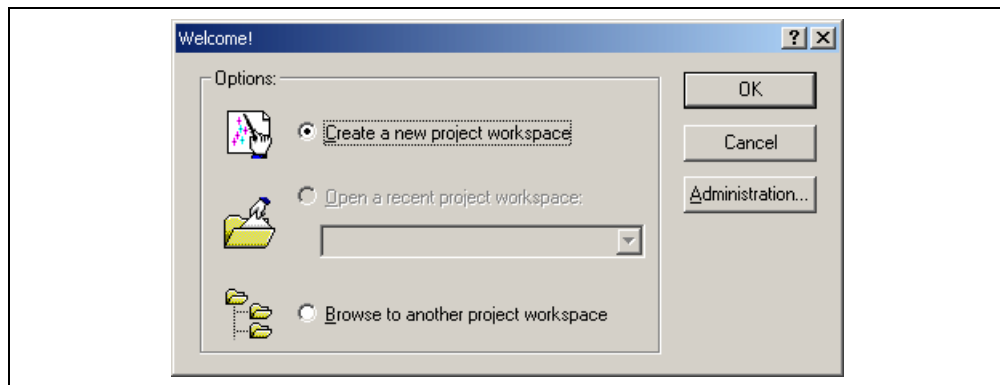 Welcome!
Options:
Create a new project workspace
Open a recent project workspace:
Browse to another project workspace
OK
Cancel
Administration...